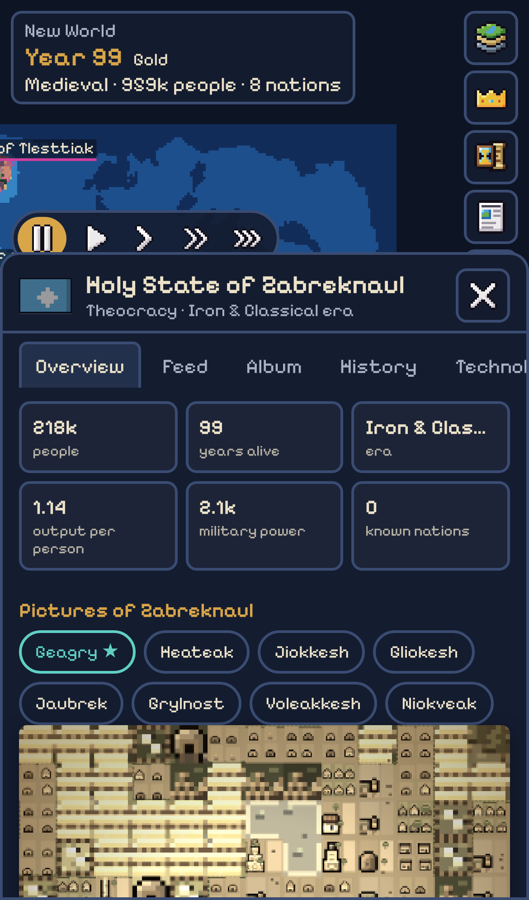 New World
Year 99 Gold
Medieval · 989k people · 8 nations
of Tlesttiak
Holy State of Zabreknaul
Theocracy · Iron & Classical era
Overview Feed Album History Technol
218k 99 Iron & Clas...
people years alive era
1.14 2.1k 0
output per person military power known nations
Pictures of Zabreknaul
Geagry ★ Heateak Jiokkesh Gliokesh
Jaubrek Grylnost Voleakkesh Niokveak